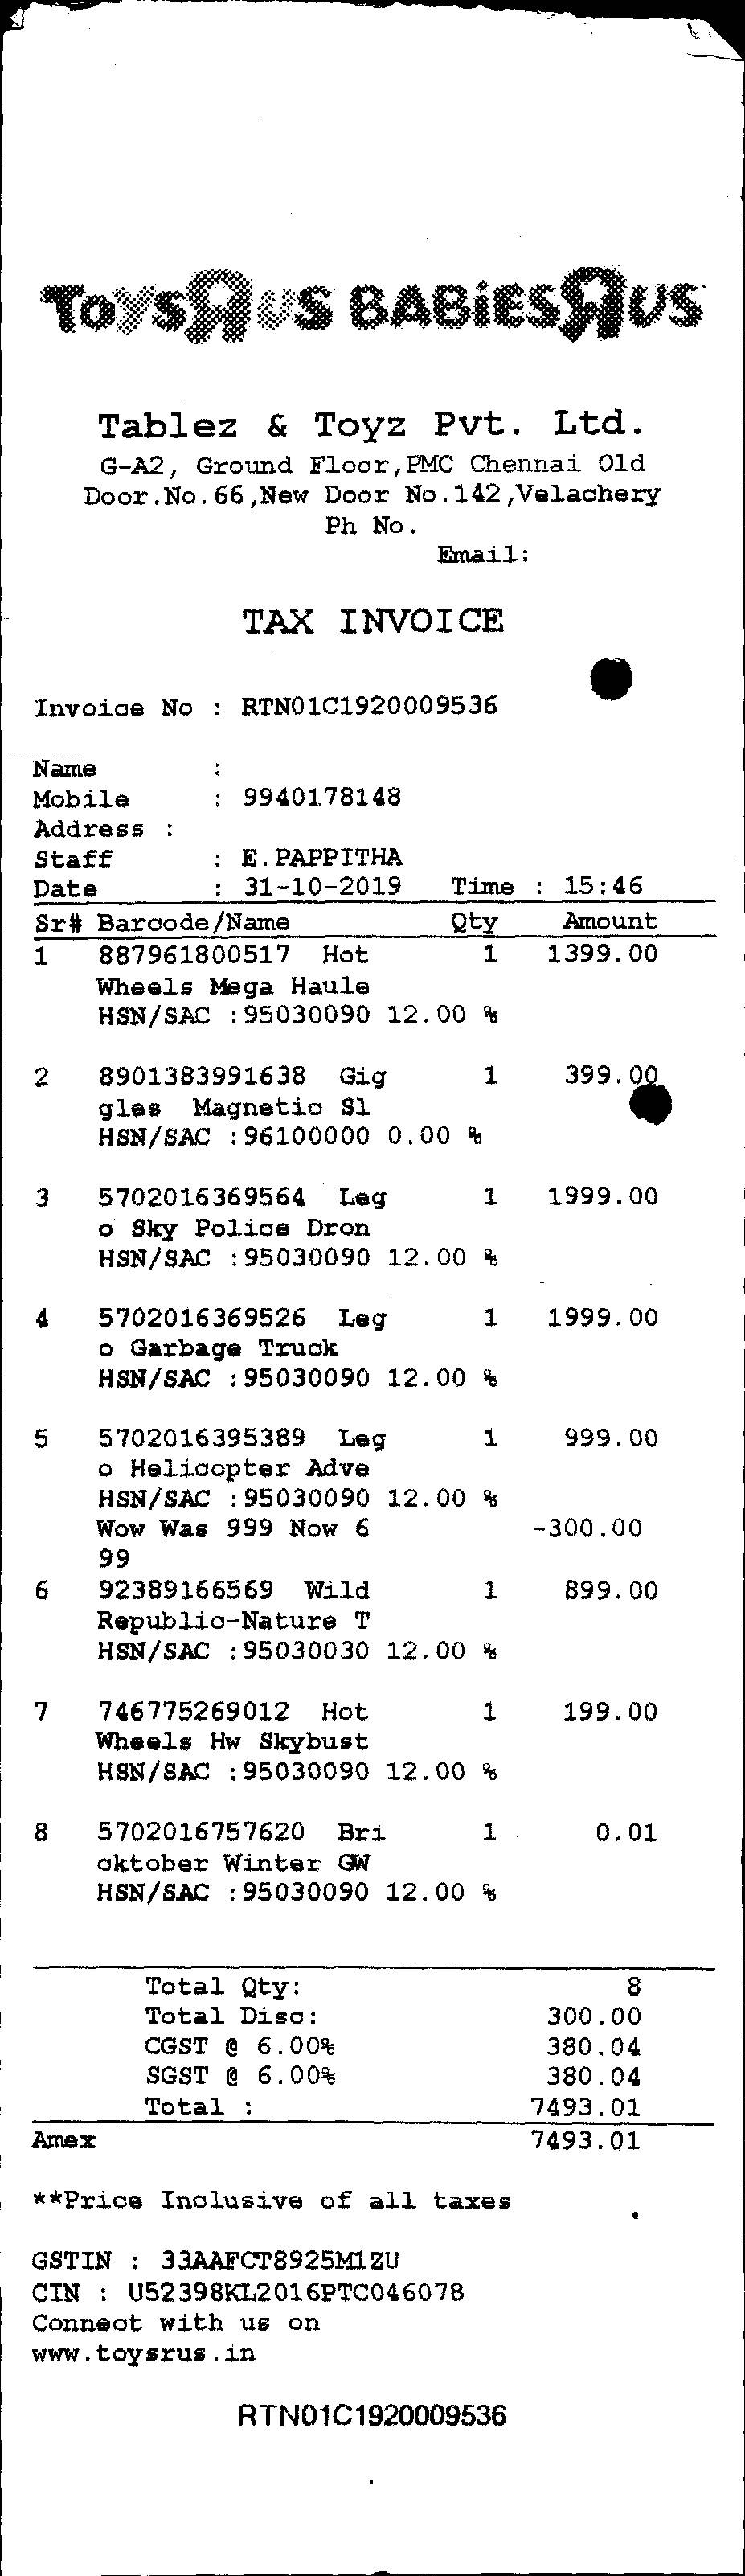 TOYSRUS BABiESRUS
Tablez & Toyz Pvt. Ltd.
G-A2, Ground Floor,PMC Chennai Old
Door.No.66,New Door No.142,Velachery
Ph No.
Email:
TAX INVOICE
Invoice No : RTN01C1920009536
Name :
Mobile : 9940178148
Address :
Staff : E.PAPPITHA
Date : 31-10-2019 Time : 15:46
Sr# Barcode/Name Qty Amount
1 887961800517 Hot 1 1399.00
Wheels Mega Haule
HSN/SAC :95030090 12.00 %
2 8901383991638 Gig 1 399.00
gles Magnetic Sl
HSN/SAC :96100000 0.00 %
3 5702016369564 Leg 1 1999.00
o Sky Police Dron
HSN/SAC :95030090 12.00 %
4 5702016369526 Leg 1 1999.00
o Garbage Truck
HSN/SAC :95030090 12.00 %
5 5702016395389 Leg 1 999.00
o Helicopter Adve
HSN/SAC :95030090 12.00 %
Wow Was 999 Now 6 -300.00
99
6 92389166569 Wild 1 899.00
Republic-Nature T
HSN/SAC :95030030 12.00 %
7 746775269012 Hot 1 199.00
Wheels Hw Skybust
HSN/SAC :95030090 12.00 %
8 5702016757620 Bri 1 0.01
cktober Winter GW
HSN/SAC :95030090 12.00 %
Total Qty: 8
Total Disc: 300.00
CGST @ 6.00% 380.04
SGST @ 6.00% 380.04
Total : 7493.01
Amex 7493.01
**Price Inclusive of all taxes
GSTIN : 33AAFCT8925M1ZU
CIN : U52398KL2016PTC046078
Connect with us on
www.toysrus.in
RTN01C1920009536